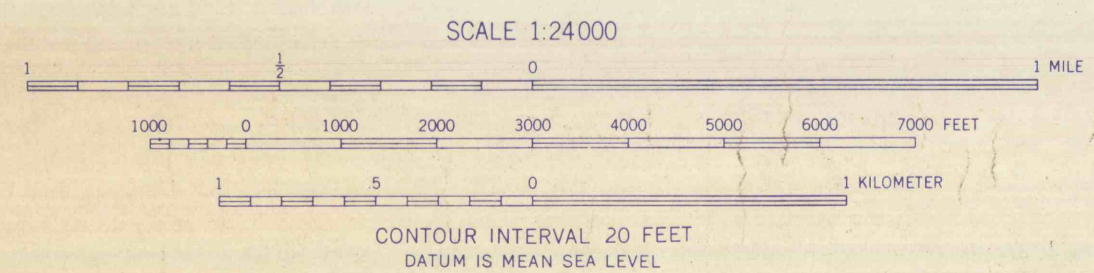 SCALE 1:24000
1 1/2 0 1 MILE
1000 0 1000 2000 3000 4000 5000 6000 7000 FEET
1 .5 0 1 KILOMETER
CONTOUR INTERVAL 20 FEET
DATUM IS MEAN SEA LEVEL